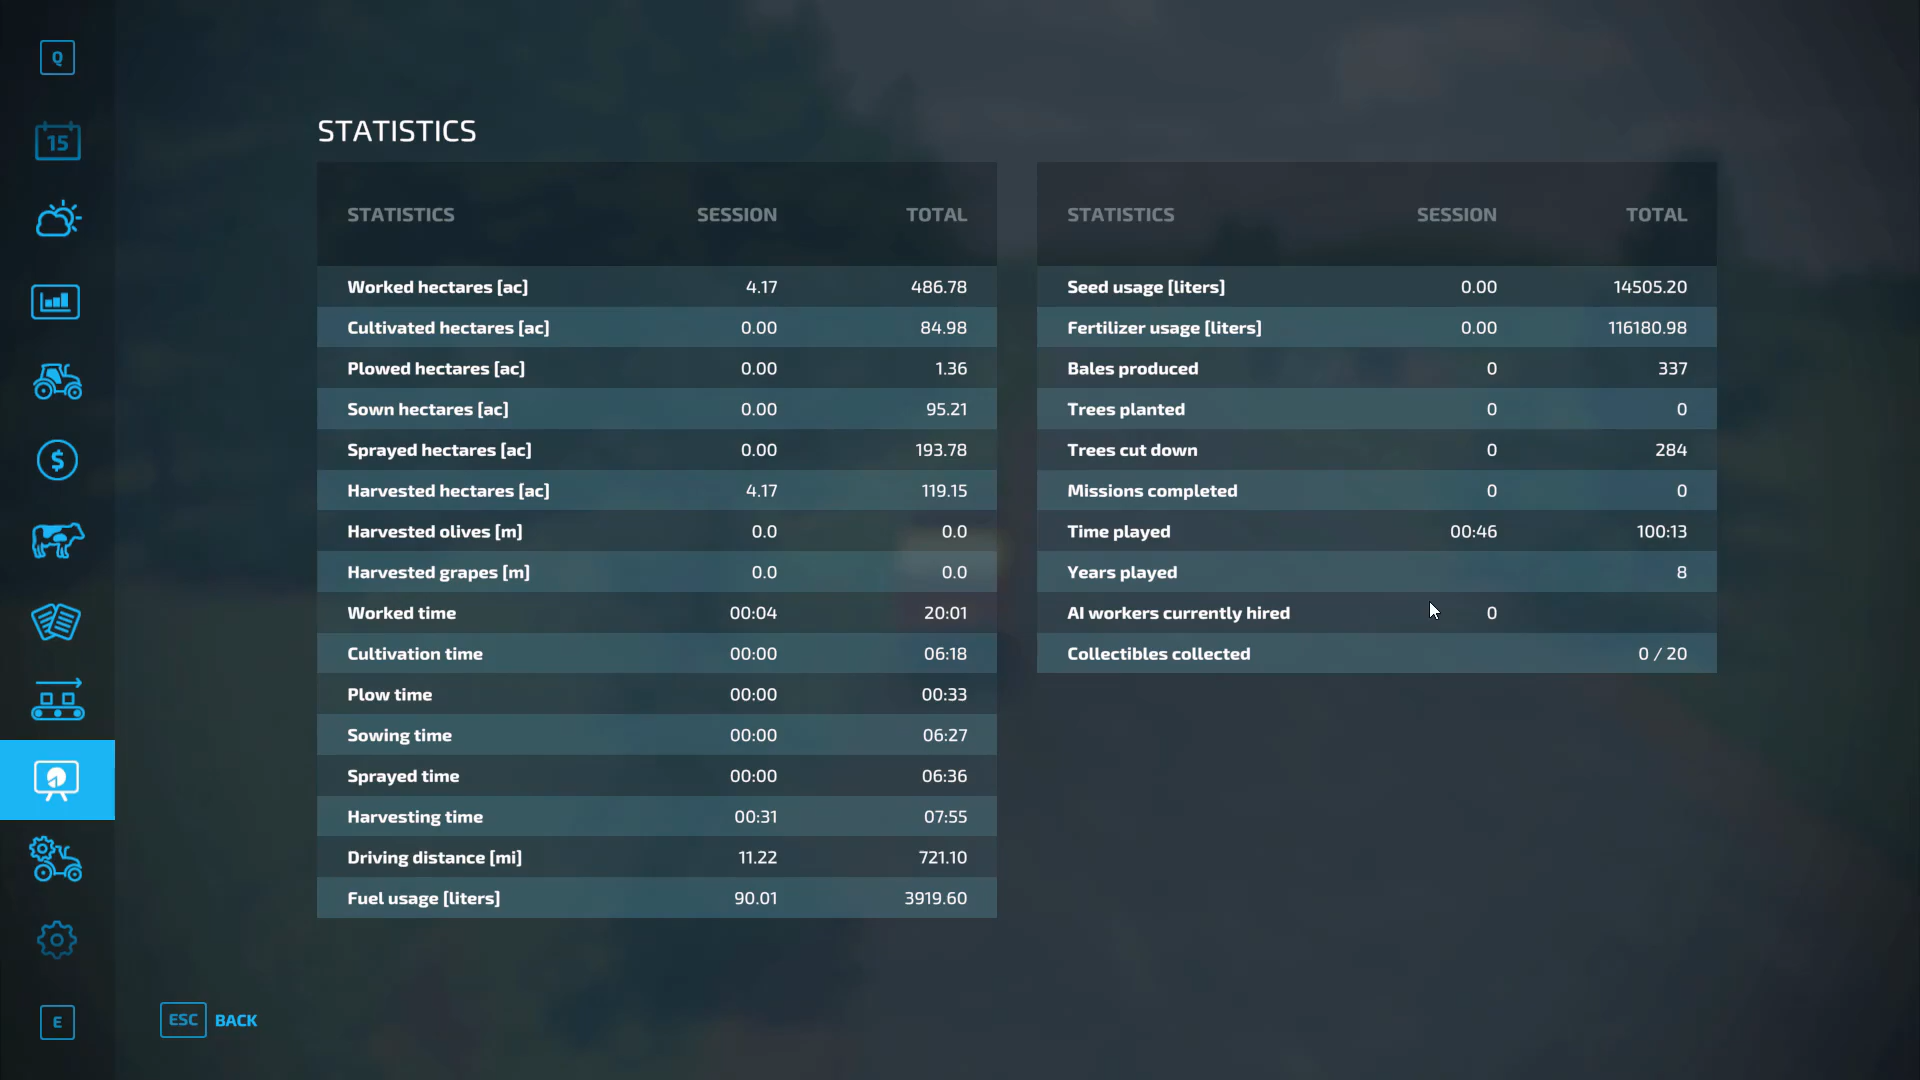 Q
15
$
E
STATISTICS
STATISTICS SESSION TOTAL
Worked hectares [ac] 4.17 486.78
Cultivated hectares [ac] 0.00 84.98
Plowed hectares [ac] 0.00 1.36
Sown hectares [ac] 0.00 95.21
Sprayed hectares [ac] 0.00 193.78
Harvested hectares [ac] 4.17 119.15
Harvested olives [m] 0.0 0.0
Harvested grapes [m] 0.0 0.0
Worked time 00:04 20:01
Cultivation time 00:00 06:18
Plow time 00:00 00:33
Sowing time 00:00 06:27
Sprayed time 00:00 06:36
Harvesting time 00:31 07:55
Driving distance [mi] 11.22 721.10
Fuel usage [liters] 90.01 3919.60
STATISTICS SESSION TOTAL
Seed usage [liters] 0.00 14505.20
Fertilizer usage [liters] 0.00 116180.98
Bales produced 0 337
Trees planted 0 0
Trees cut down 0 284
Missions completed 0 0
Time played 00:46 100:13
Years played 8
AI workers currently hired 0
Collectibles collected 0 / 20
ESC BACK